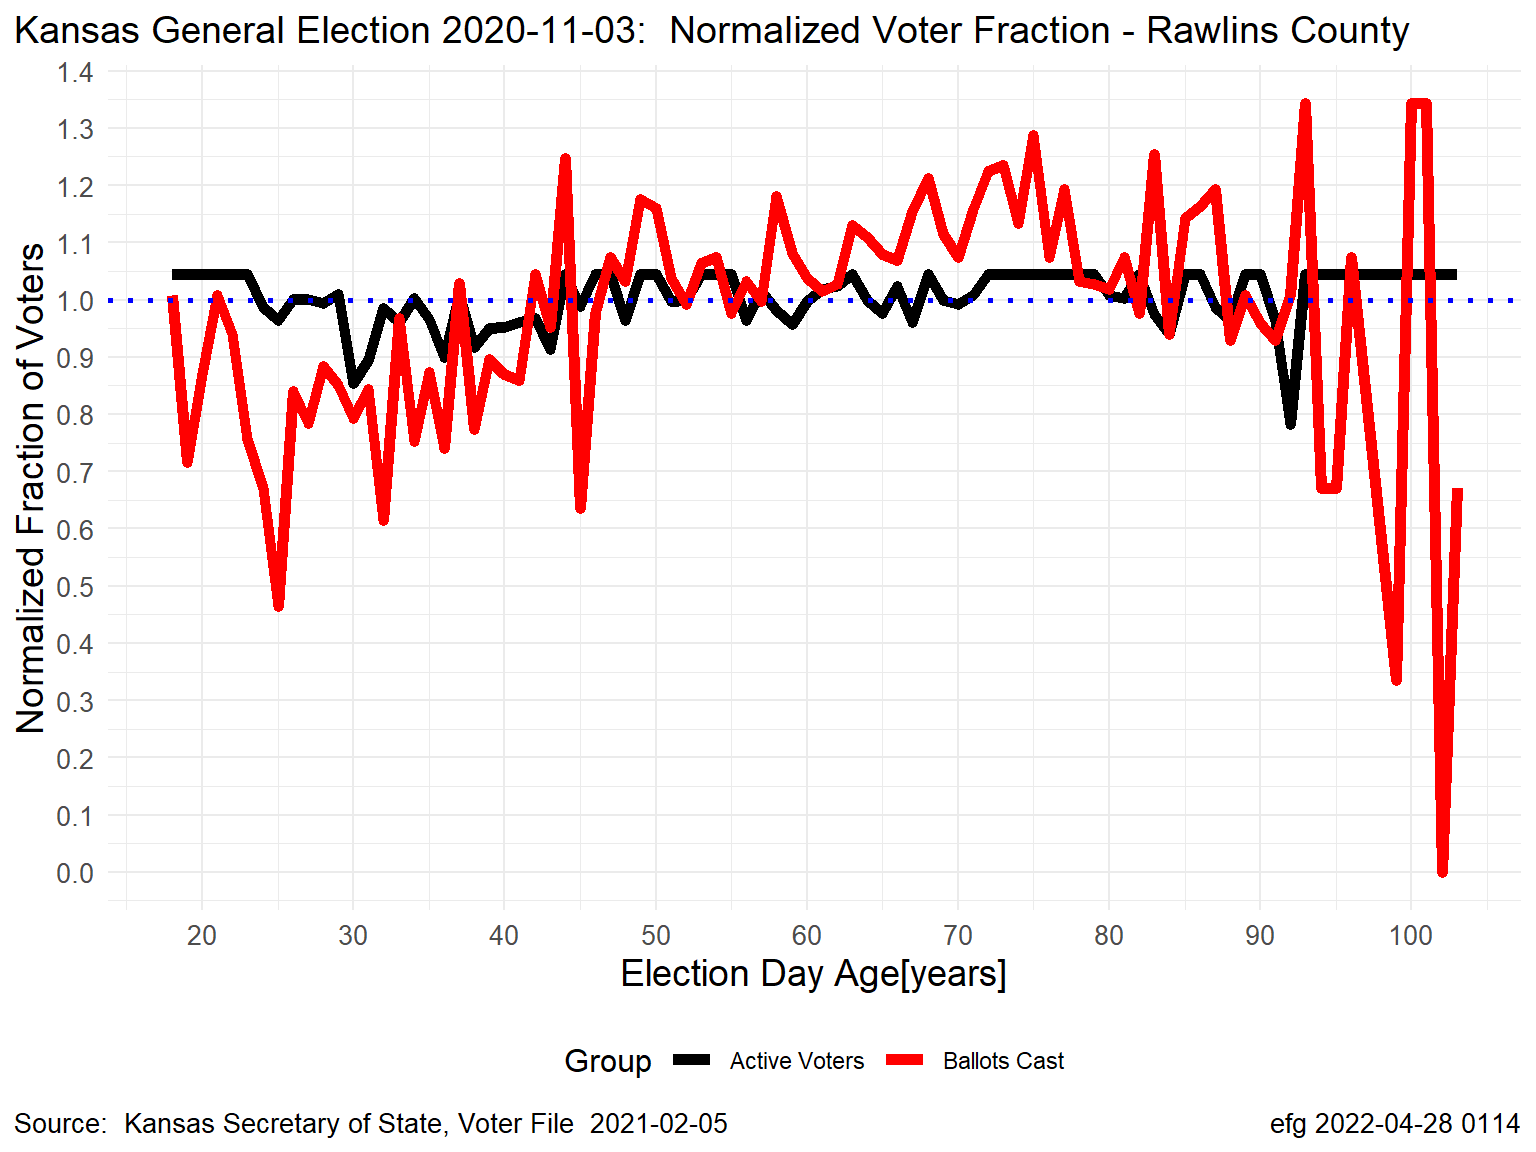 Kansas General Election 2020-11-03:  Normalized Voter Fraction - Rawlins County
Normalized Fraction of Voters
1.4
1.3
1.2
1.1
1.0
0.9
0.8
0.7
0.6
0.5
0.4
0.3
0.2
0.1
0.0
20 30 40 50 60 70 80 90 100
Election Day Age[years]
Group Active Voters Ballots Cast
Source:  Kansas Secretary of State, Voter File  2021-02-05
efg 2022-04-28 0114